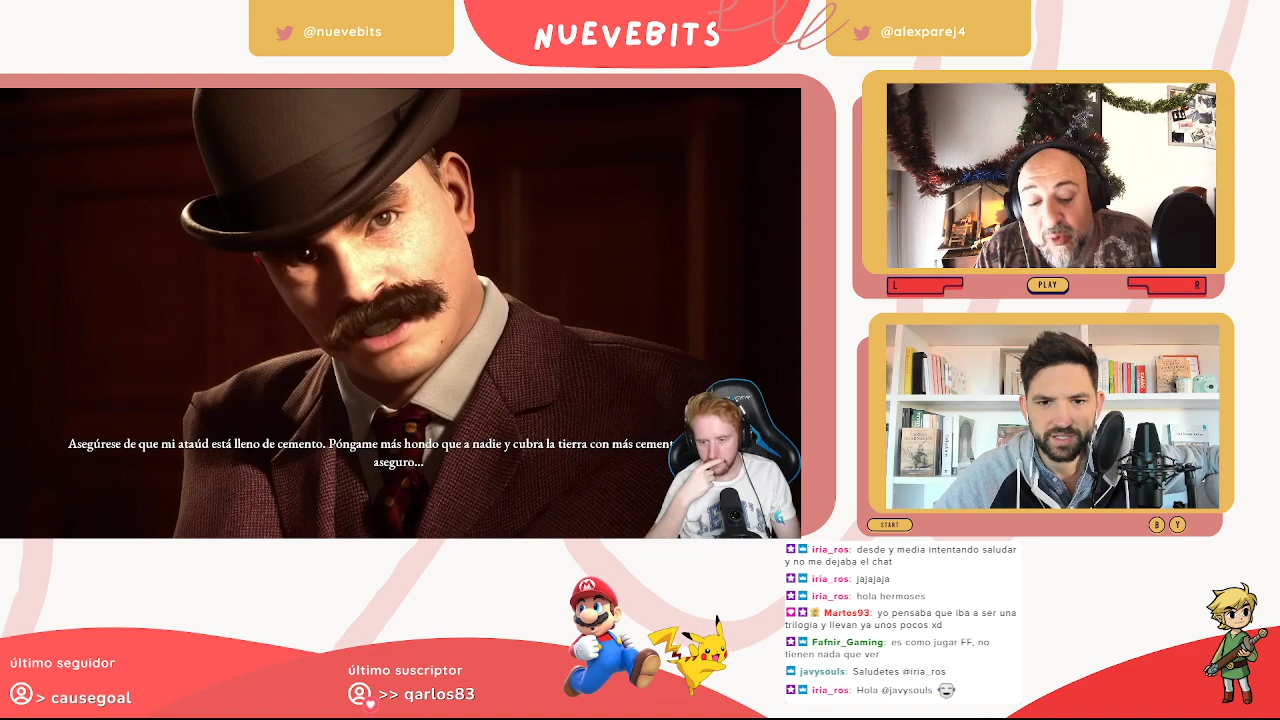 @nuevebits
NUEVEBITS
@alexparej4
Asegúrese de que mi ataúd está lleno de cemento. Póngame más hondo que a nadie y cubra la tierra con más cement
aseguro...
L
PLAY
R
START
B
Y
iria_ros: desde y media intentando saludar
y no me dejaba el chat
iria_ros: jajajaja
iria_ros: hola hermoses
Martos93: yo pensaba que iba a ser una
trilogia y llevan ya unos pocos xd
Fafnir_Gaming: es como jugar FF, no
tienen nada que ver
javysouls: Saludetes @iria_ros
iria_ros: Hola @javysouls
último seguidor
> causegoal
último suscriptor
>> qarlos83